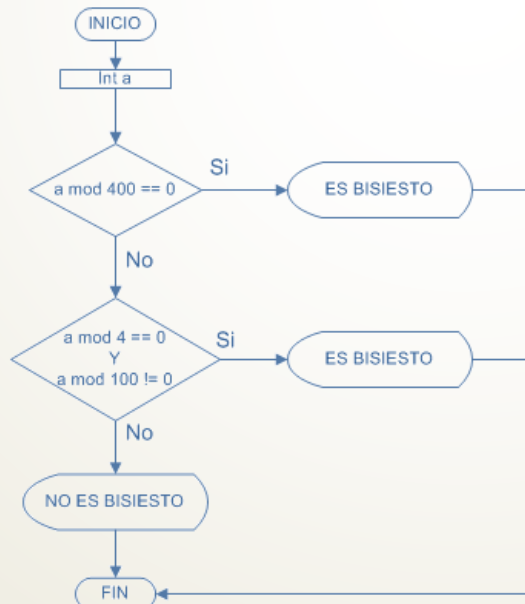 INICIO
Int a
a mod 400 == 0
Si
ES BISIESTO
No
a mod 4 == 0
Y
a mod 100 != 0
Si
ES BISIESTO
No
NO ES BISIESTO
FIN